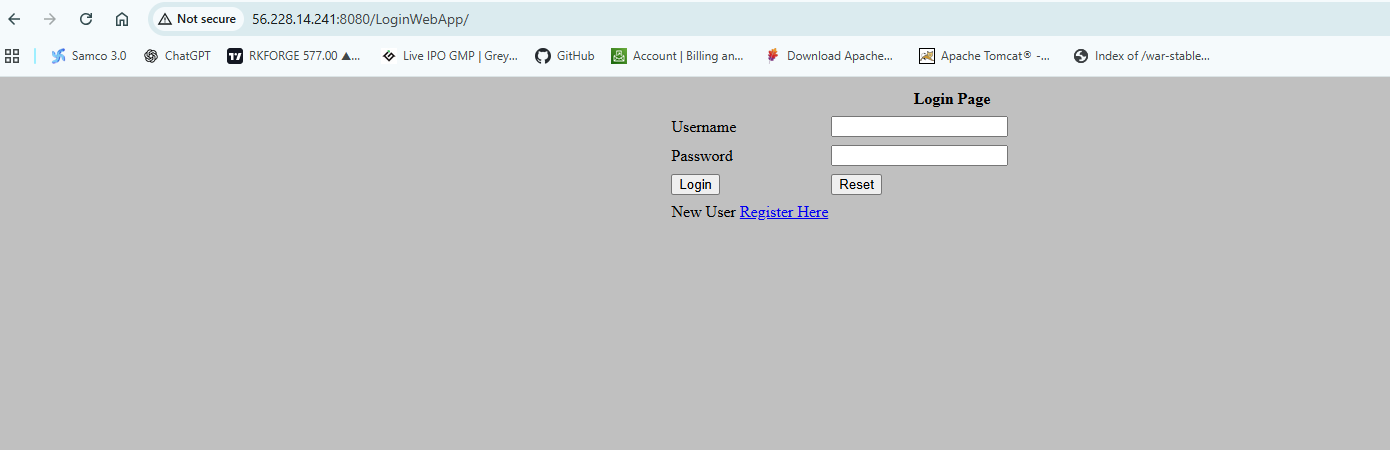 Not secure 56.228.14.241:8080/LoginWebApp/
Samco 3.0 ChatGPT RKFORGE 577.00 ▲... Live IPO GMP | Grey... GitHub Account | Billing an... Download Apache... Apache Tomcat® -... Index of /war-stable...
Login Page
Username
Password
Login Reset
New User Register Here